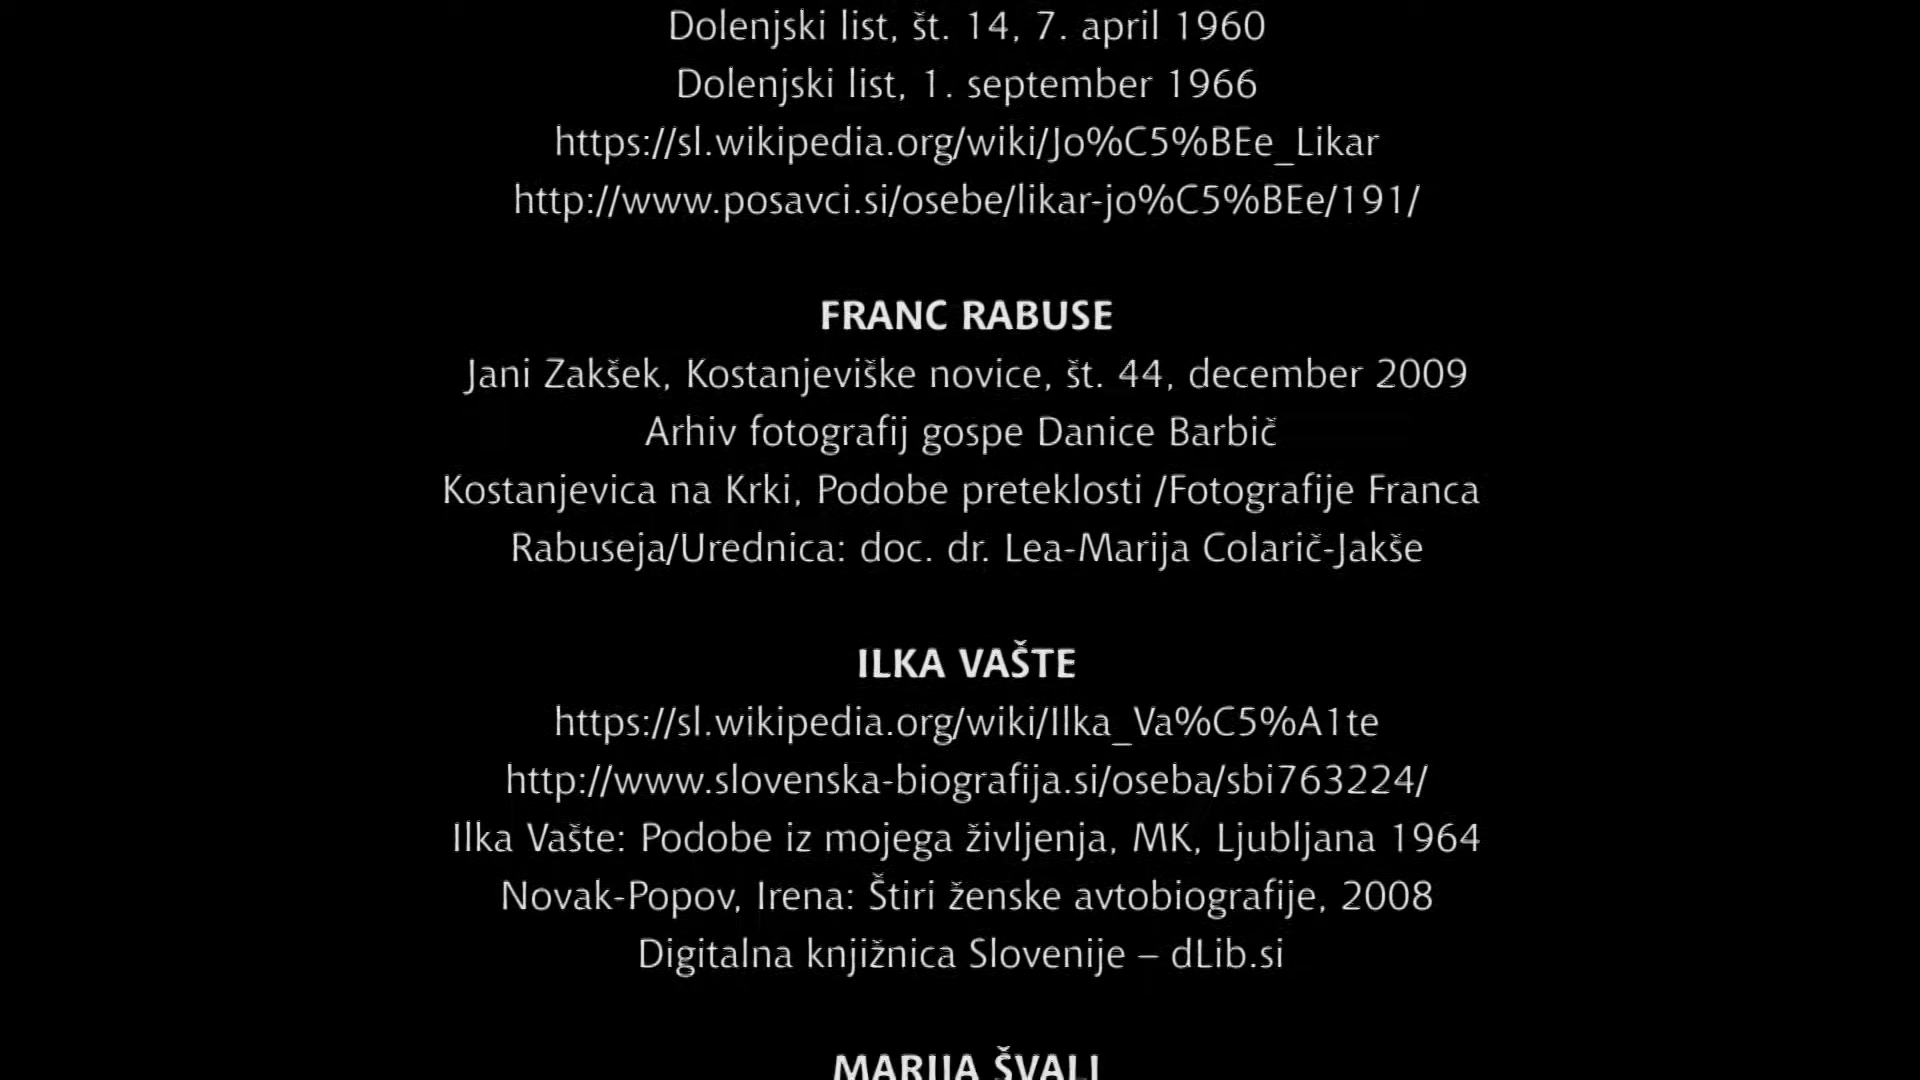 Dolenjski list, št. 14, 7. april 1960
Dolenjski list, 1. september 1966
https://sl.wikipedia.org/wiki/Jo%C5%BEe_Likar
http://www.posavci.si/osebe/likar-jo%C5%BEe/191/
FRANC RABUSE
Jani Zakšek, Kostanjeviške novice, št. 44, december 2009
Arhiv fotografij gospe Danice Barbič
Kostanjevica na Krki, Podobe preteklosti /Fotografije Franca
Rabuseja/Urednica: doc. dr. Lea-Marija Colarič-Jakše
ILKA VAŠTE
https://sl.wikipedia.org/wiki/Ilka_Va%C5%A1te
http://www.slovenska-biografija.si/oseba/sbi763224/
Ilka Vašte: Podobe iz mojega življenja, MK, Ljubljana 1964
Novak-Popov, Irena: Štiri ženske avtobiografije, 2008
Digitalna knjižnica Slovenije – dLib.si
MARIJA ŠVALJ